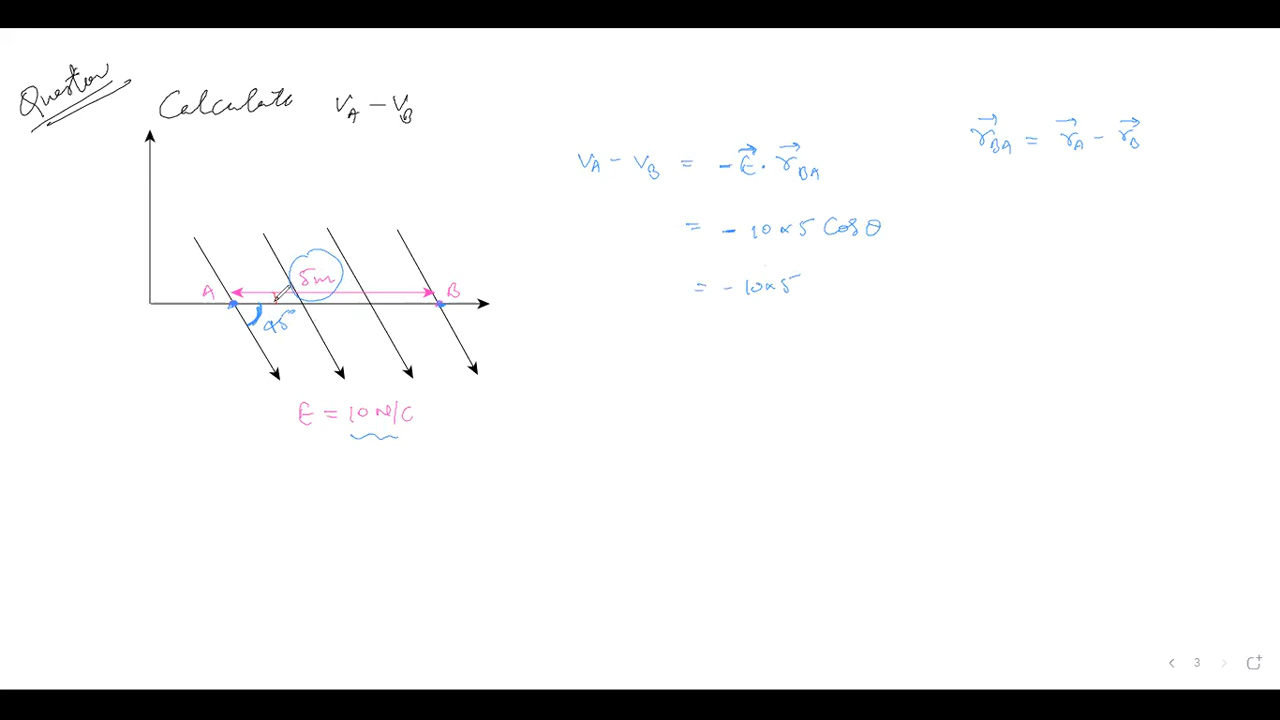 Question
Calculate V_A - V_B
r⃗_BA = r⃗_A - r⃗_B
V_A - V_B = -E⃗ . r⃗_BA
= - 10 × 5 Cos θ
= - 10 × 5
5m
A B
45°
E = 10 N/C
3